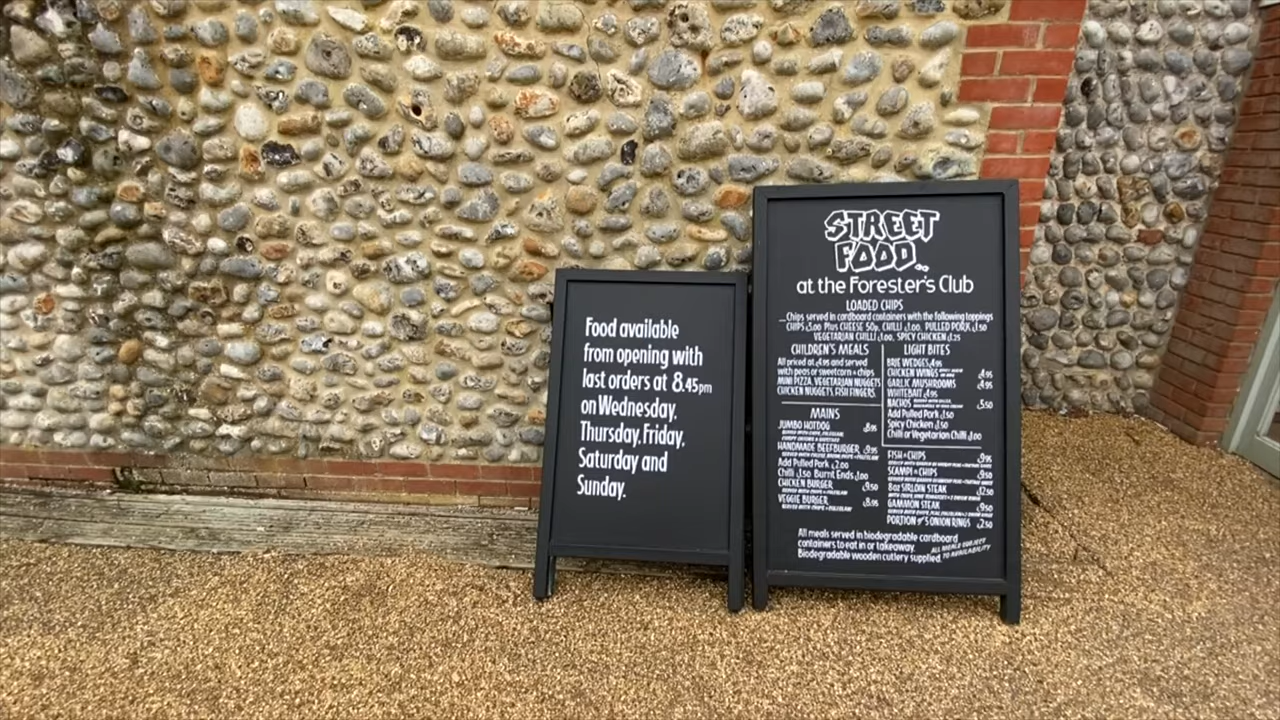 Food available
from opening with
last orders at 8.45pm
on Wednesday,
Thursday, Friday,
Saturday and
Sunday.
STREET
FOOD..
at the Forester's Club
LOADED CHIPS
Chips served in cardboard containers with the following toppings
CHIPS £3.00 Plus CHEESE 50p, CHILLI £1.00, PULLED PORK £1.50
VEGETARIAN CHILLI £1.00, SPICY CHICKEN £1.25
CHILDREN'S MEALS
All priced at £4.95 and served
with peas or sweetcorn & chips
MINI PIZZA, VEGETARIAN NUGGETS
CHICKEN NUGGETS, FISH FINGERS.
MAINS
JUMBO HOTDOG £8.95
HANDMADE BEEFBURGER £9.95
Add Pulled Pork £2.00
Chilli £1.50 Burnt Ends £1.00
CHICKEN BURGER £9.50
VEGGIE BURGER £8.95
LIGHT BITES
BRIE WEDGES £4.95
CHICKEN WINGS £4.95
GARLIC MUSHROOMS £4.95
WHITEBAIT £4.95
NACHOS £5.50
Add Pulled Pork £1.50
Spicy Chicken £1.50
Chilli or Vegetarian Chilli £1.00
FISH & CHIPS £9.95
SCAMPI & CHIPS £9.50
8oz SIRLOIN STEAK £12.50
GAMMON STEAK £9.50
PORTION of 5 ONION RINGS £2.50
All meals served in biodegradable cardboard
containers to eat in or takeaway.
Biodegradable wooden cutlery supplied.
ALL MEALS SUBJECT
TO AVAILABILITY